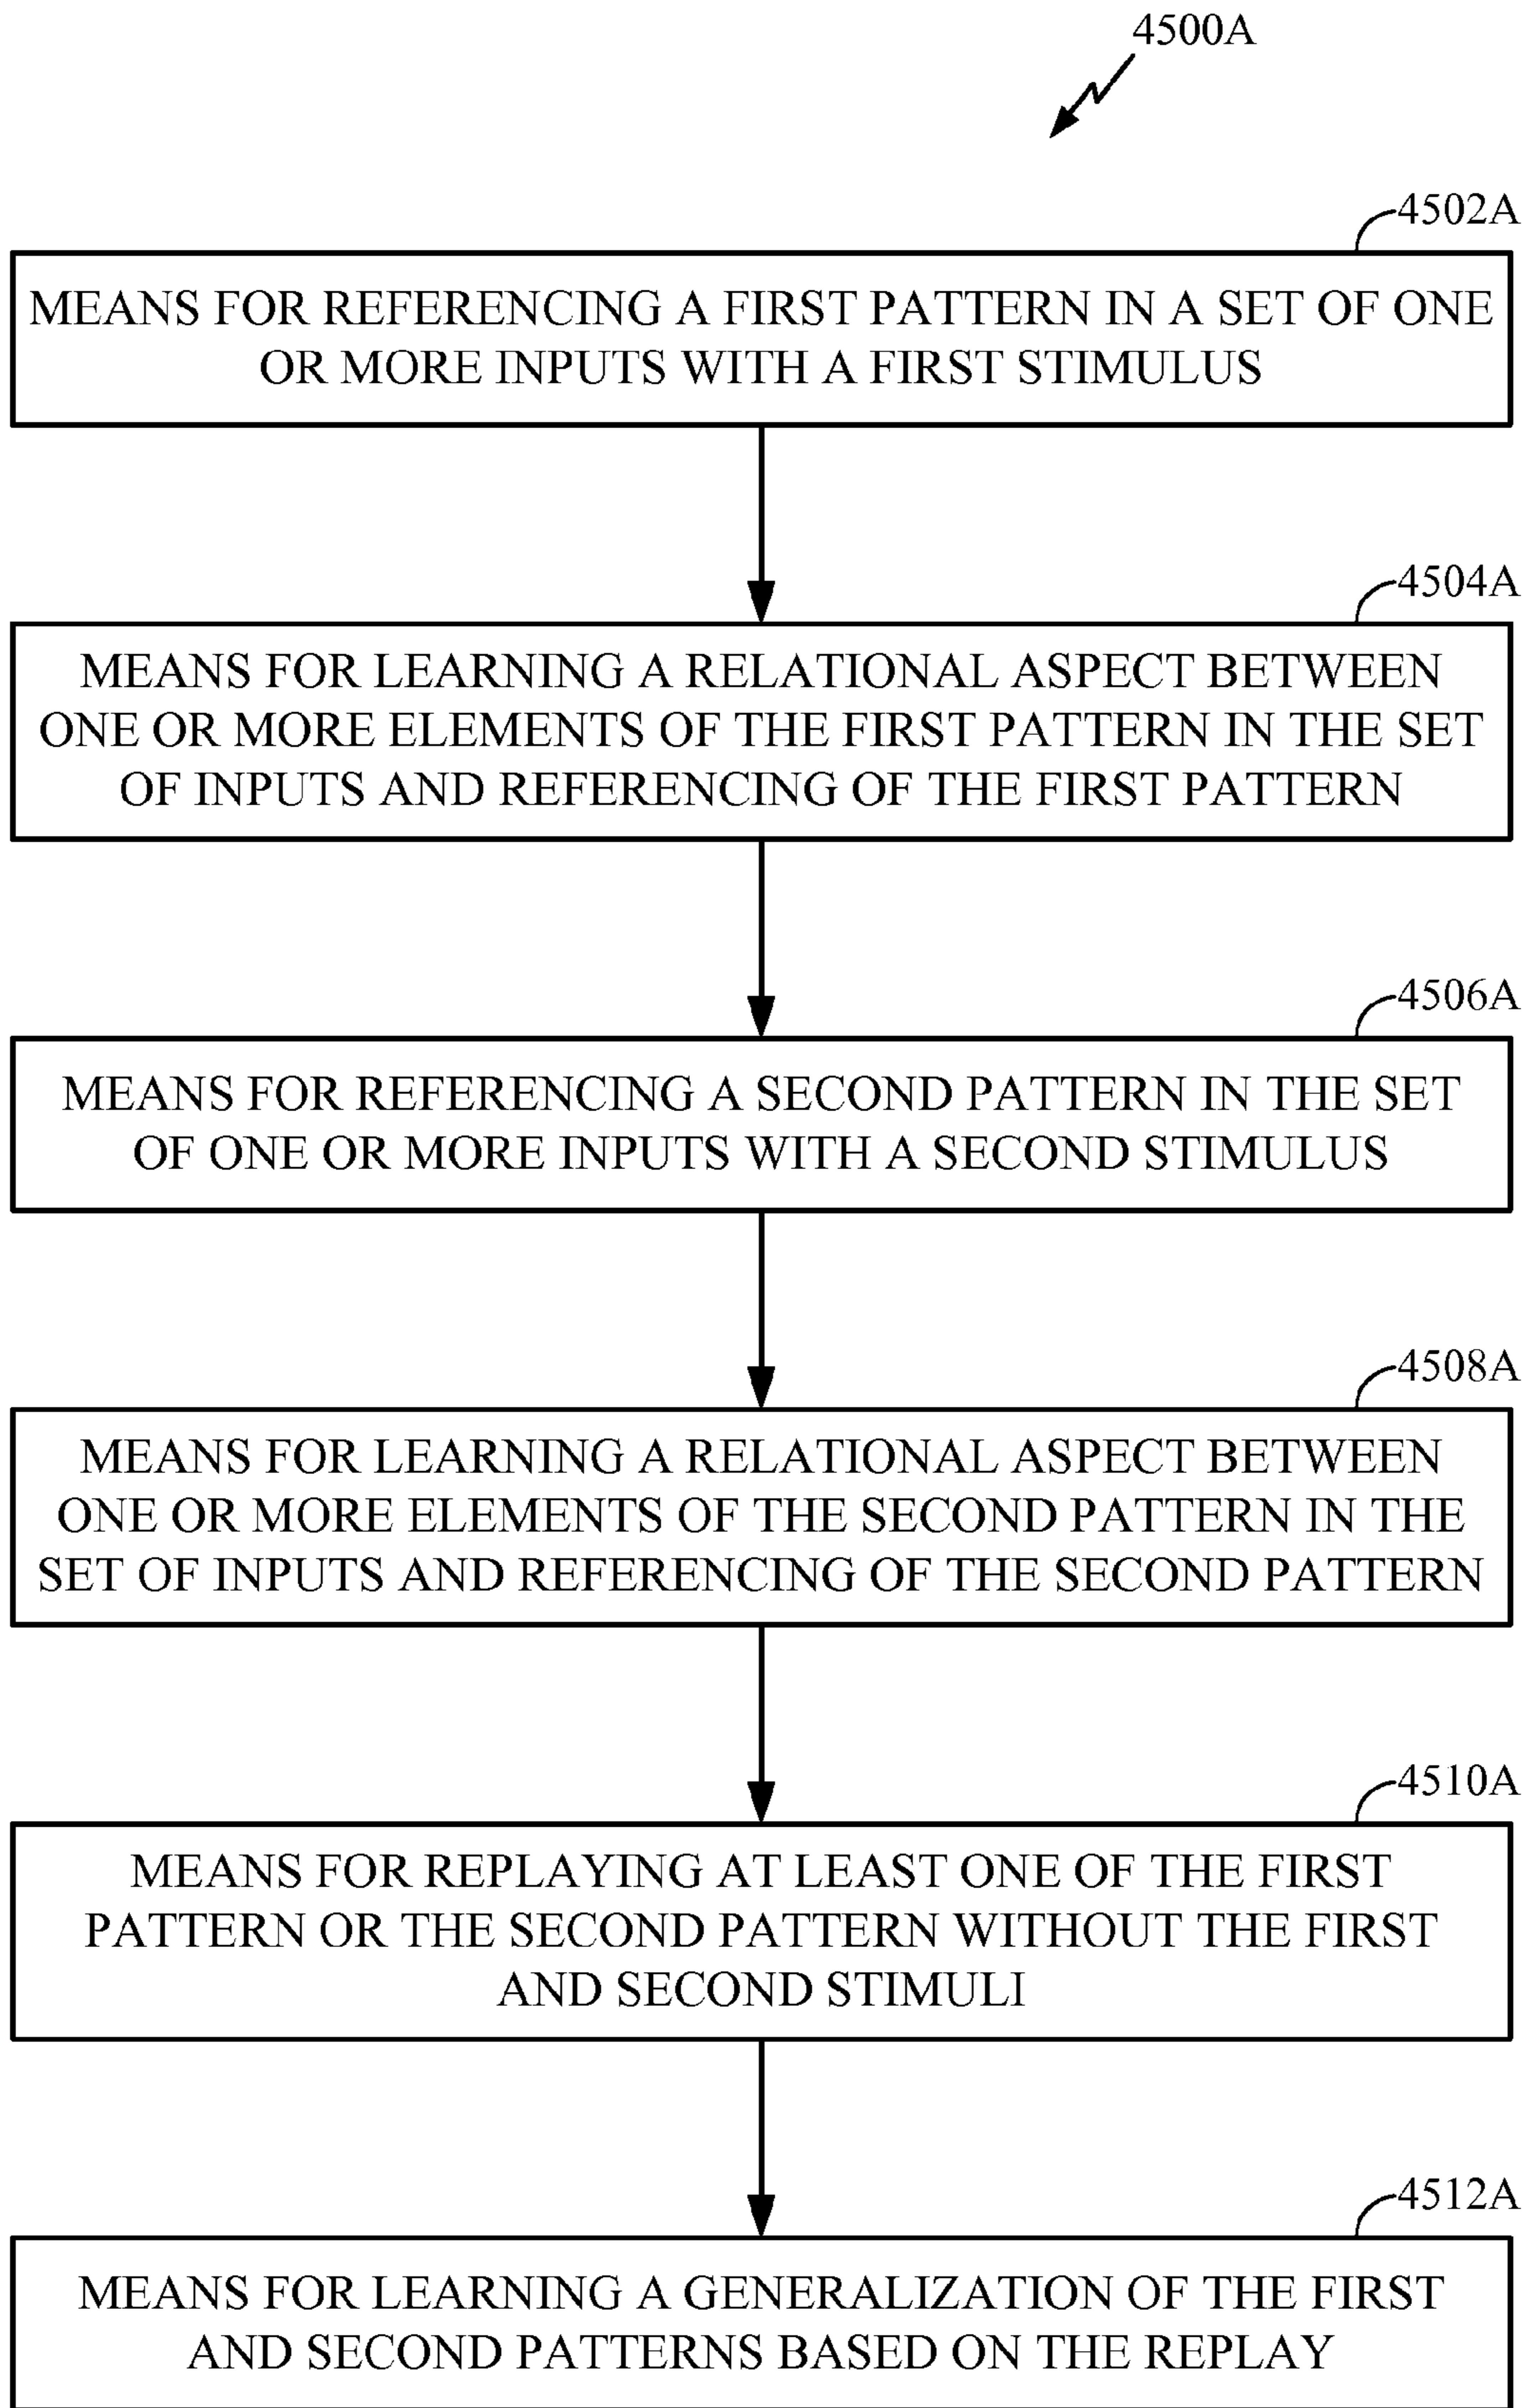 4500A
4502A
MEANS FOR REFERENCING A FIRST PATTERN IN A SET OF ONE
OR MORE INPUTS WITH A FIRST STIMULUS
4504A
MEANS FOR LEARNING A RELATIONAL ASPECT BETWEEN
ONE OR MORE ELEMENTS OF THE FIRST PATTERN IN THE SET
OF INPUTS AND REFERENCING OF THE FIRST PATTERN
4506A
MEANS FOR REFERENCING A SECOND PATTERN IN THE SET
OF ONE OR MORE INPUTS WITH A SECOND STIMULUS
4508A
MEANS FOR LEARNING A RELATIONAL ASPECT BETWEEN
ONE OR MORE ELEMENTS OF THE SECOND PATTERN IN THE
SET OF INPUTS AND REFERENCING OF THE SECOND PATTERN
4510A
MEANS FOR REPLAYING AT LEAST ONE OF THE FIRST
PATTERN OR THE SECOND PATTERN WITHOUT THE FIRST
AND SECOND STIMULI
4512A
MEANS FOR LEARNING A GENERALIZATION OF THE FIRST
AND SECOND PATTERNS BASED ON THE REPLAY